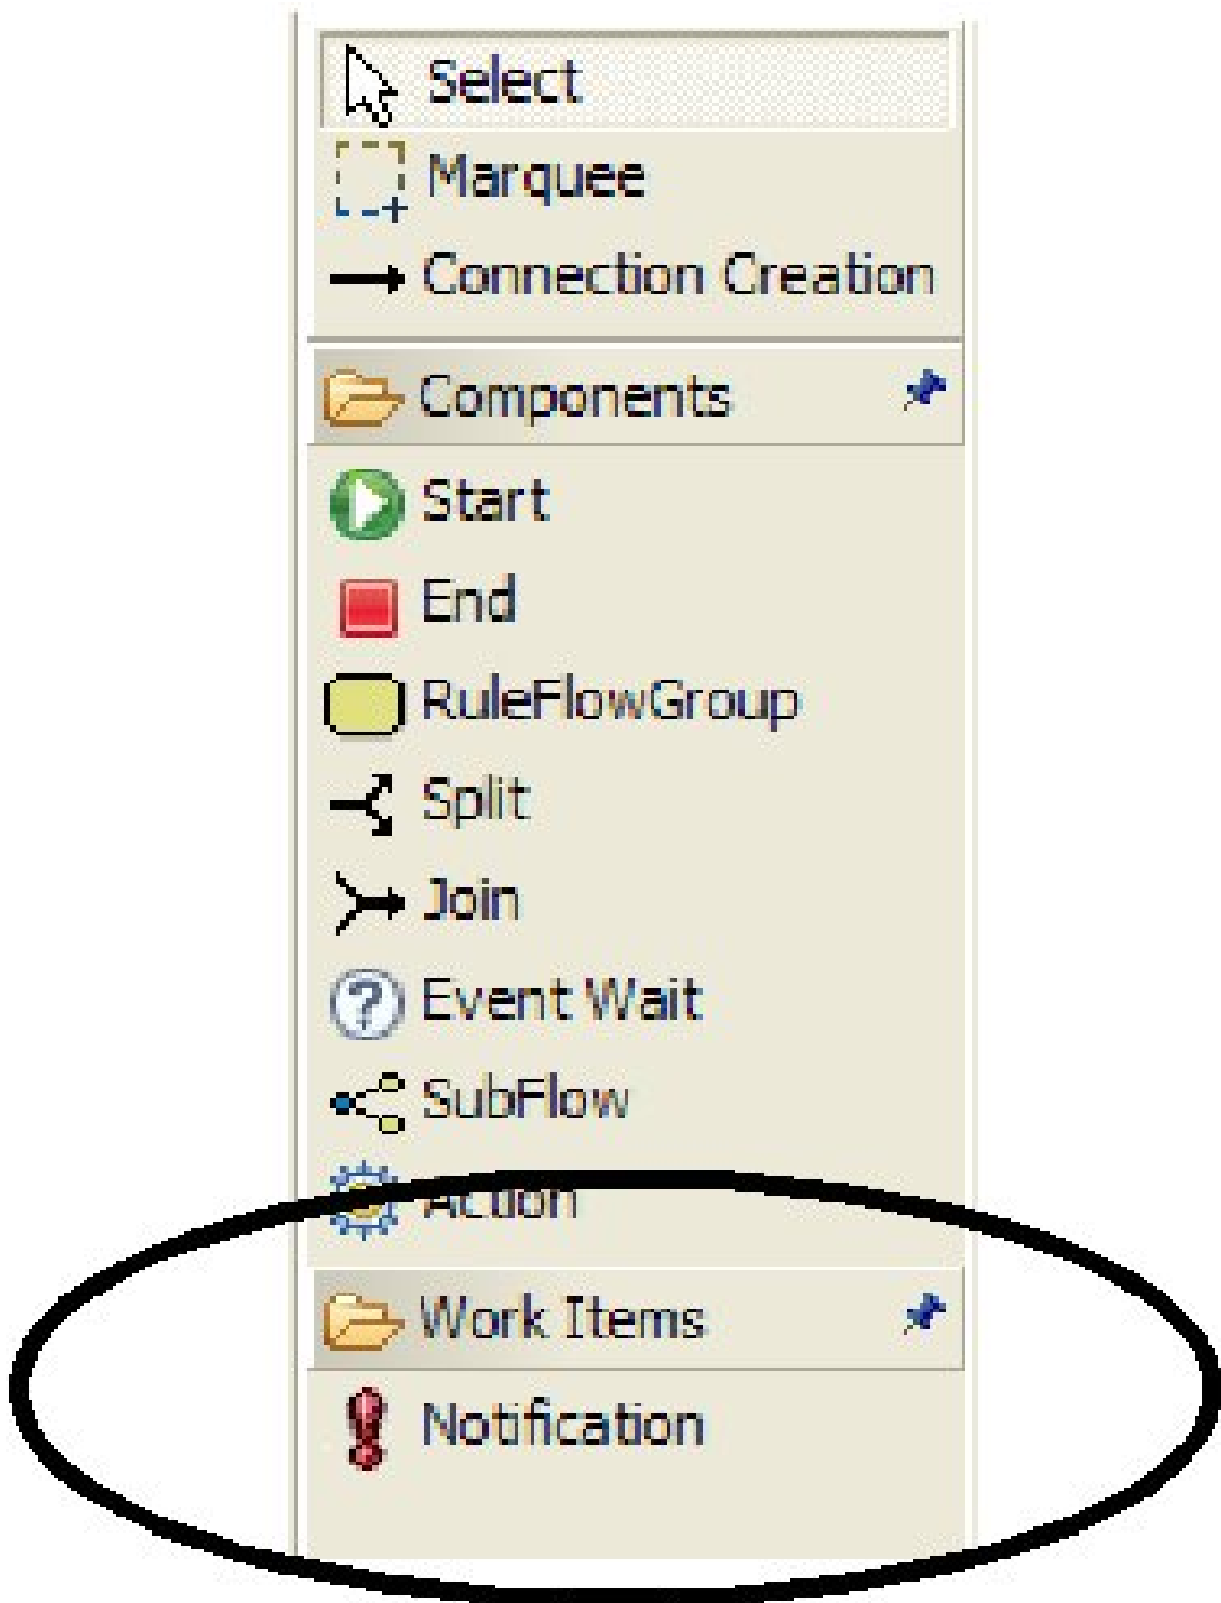 Select
Marquee
Connection Creation
Components
Start
End
RuleFlowGroup
Split
Join
Event Wait
SubFlow
Action
Work Items
Notification